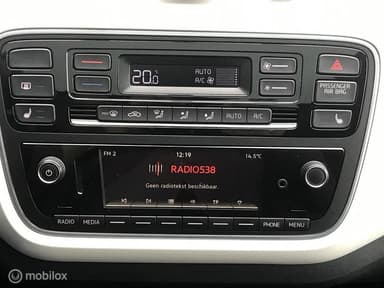 20.0 AUTO
A/C
PASSENGER
AIR BAG
AUTO
A/C
FM 2
12:19
14.5°C
RADIO538
Geen radiotekst beschikbaar.
RADIO
MEDIA
PHONE
MENU
© mobilox